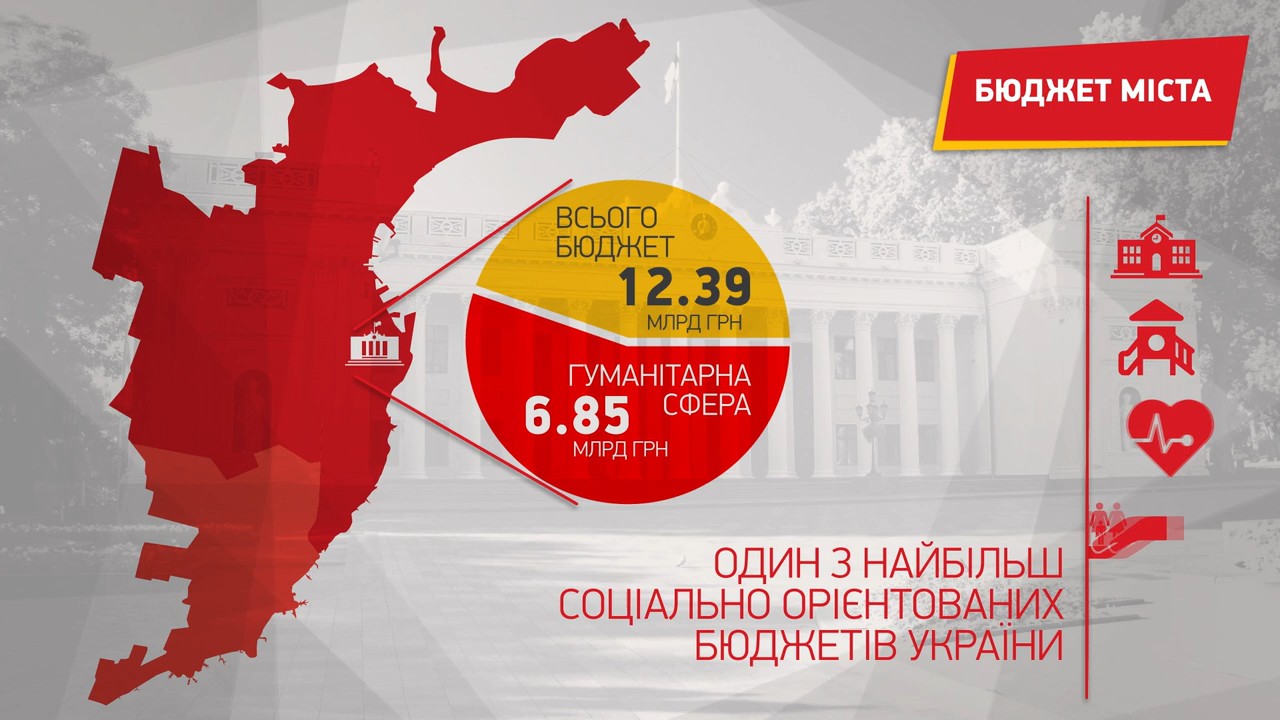 БЮДЖЕТ МІСТА
ВСЬОГО
БЮДЖЕТ
12.39
МЛРД ГРН
ГУМАНІТАРНА
СФЕРА
6.85
МЛРД ГРН
ОДИН З НАЙБІЛЬШ
СОЦІАЛЬНО ОРІЄНТОВАНИХ
БЮДЖЕТІВ УКРАЇНИ